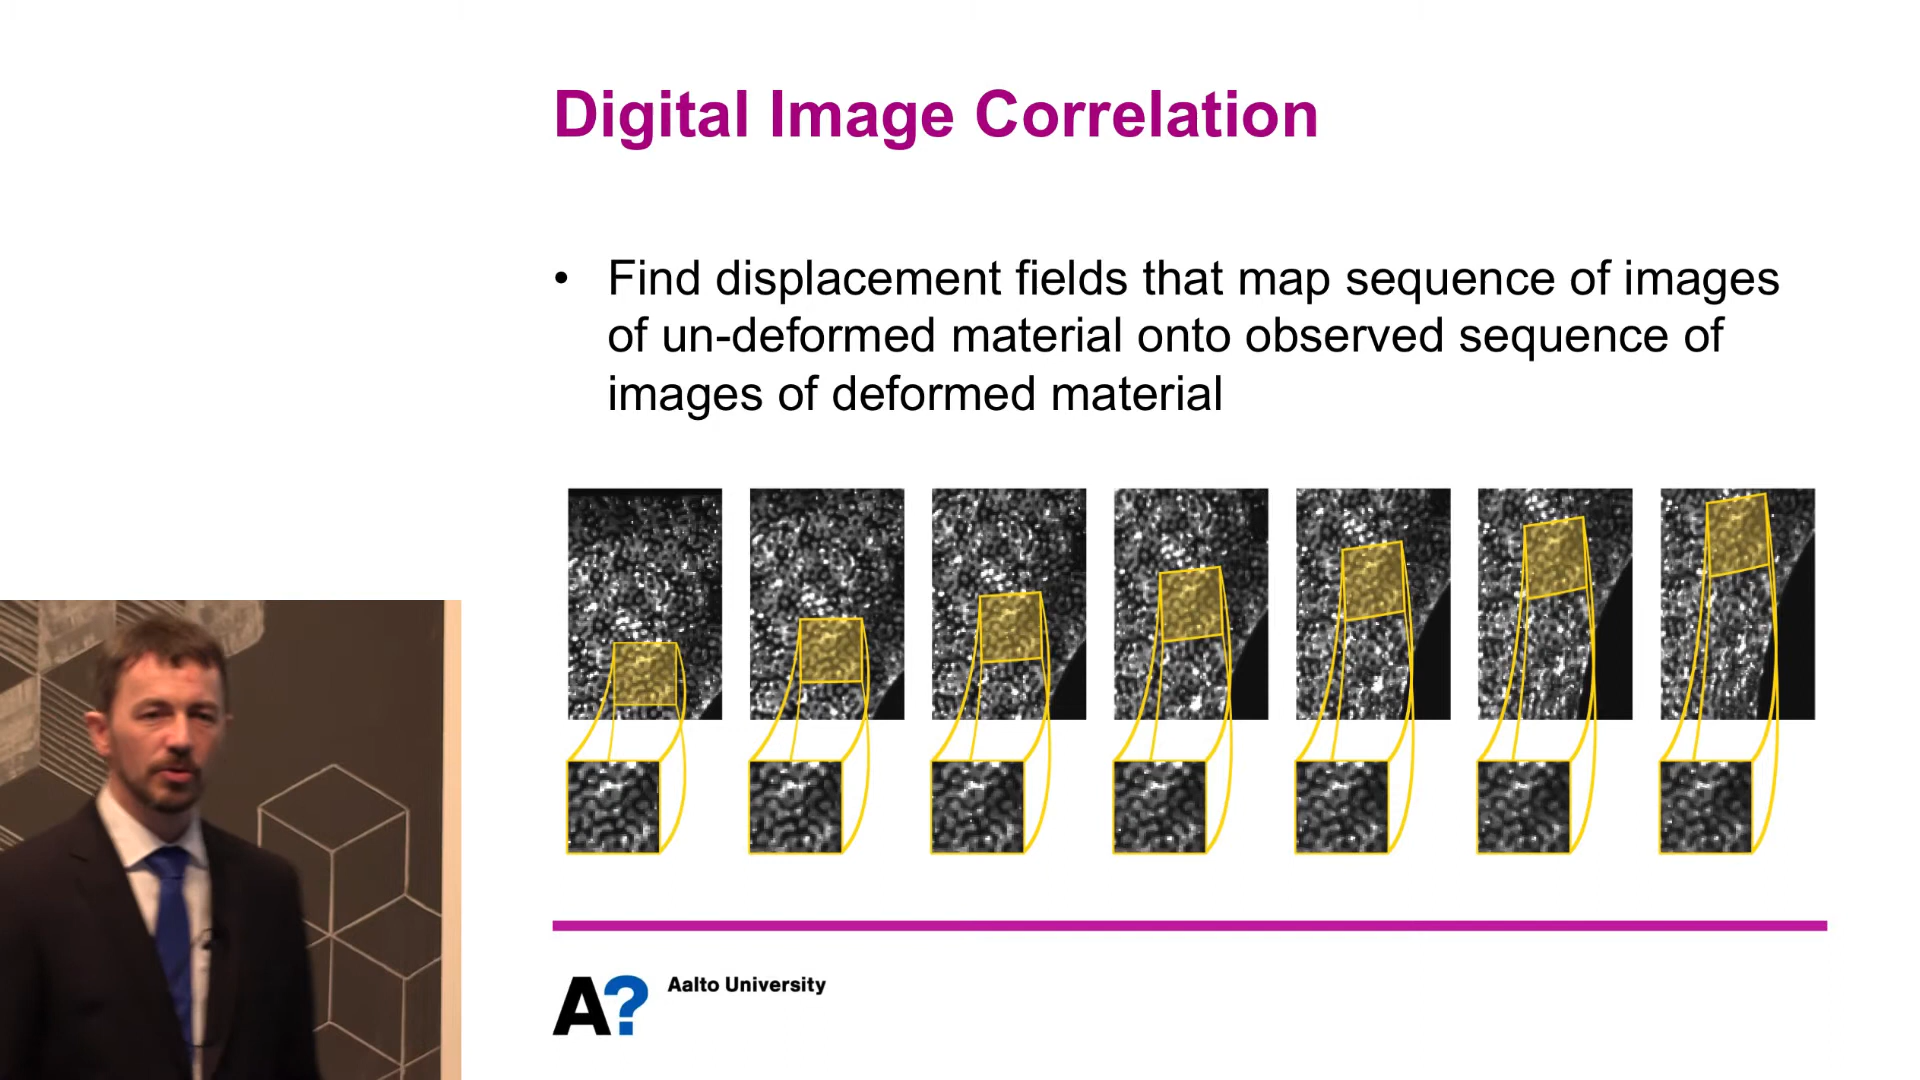 Digital Image Correlation
• Find displacement fields that map sequence of images
of un-deformed material onto observed sequence of
images of deformed material
A?
Aalto University